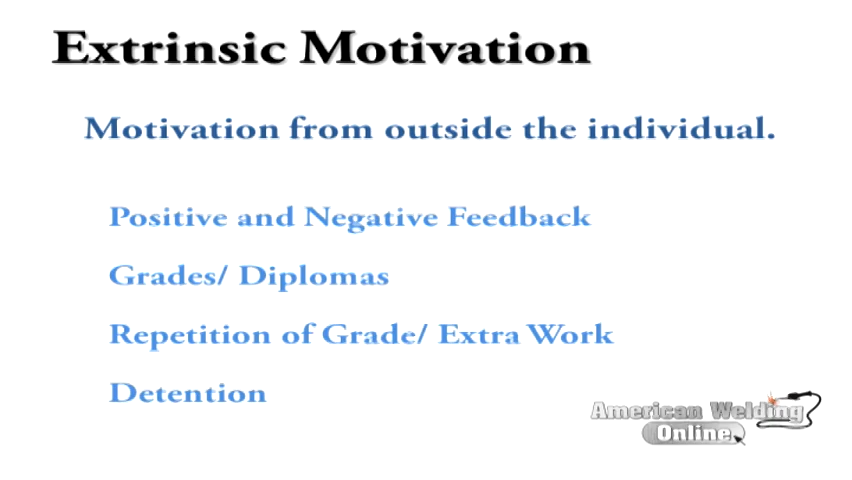 Extrinsic Motivation
Motivation from outside the individual.
Positive and Negative Feedback
Grades/ Diplomas
Repetition of Grade/ Extra Work
Detention
American Welding
Online